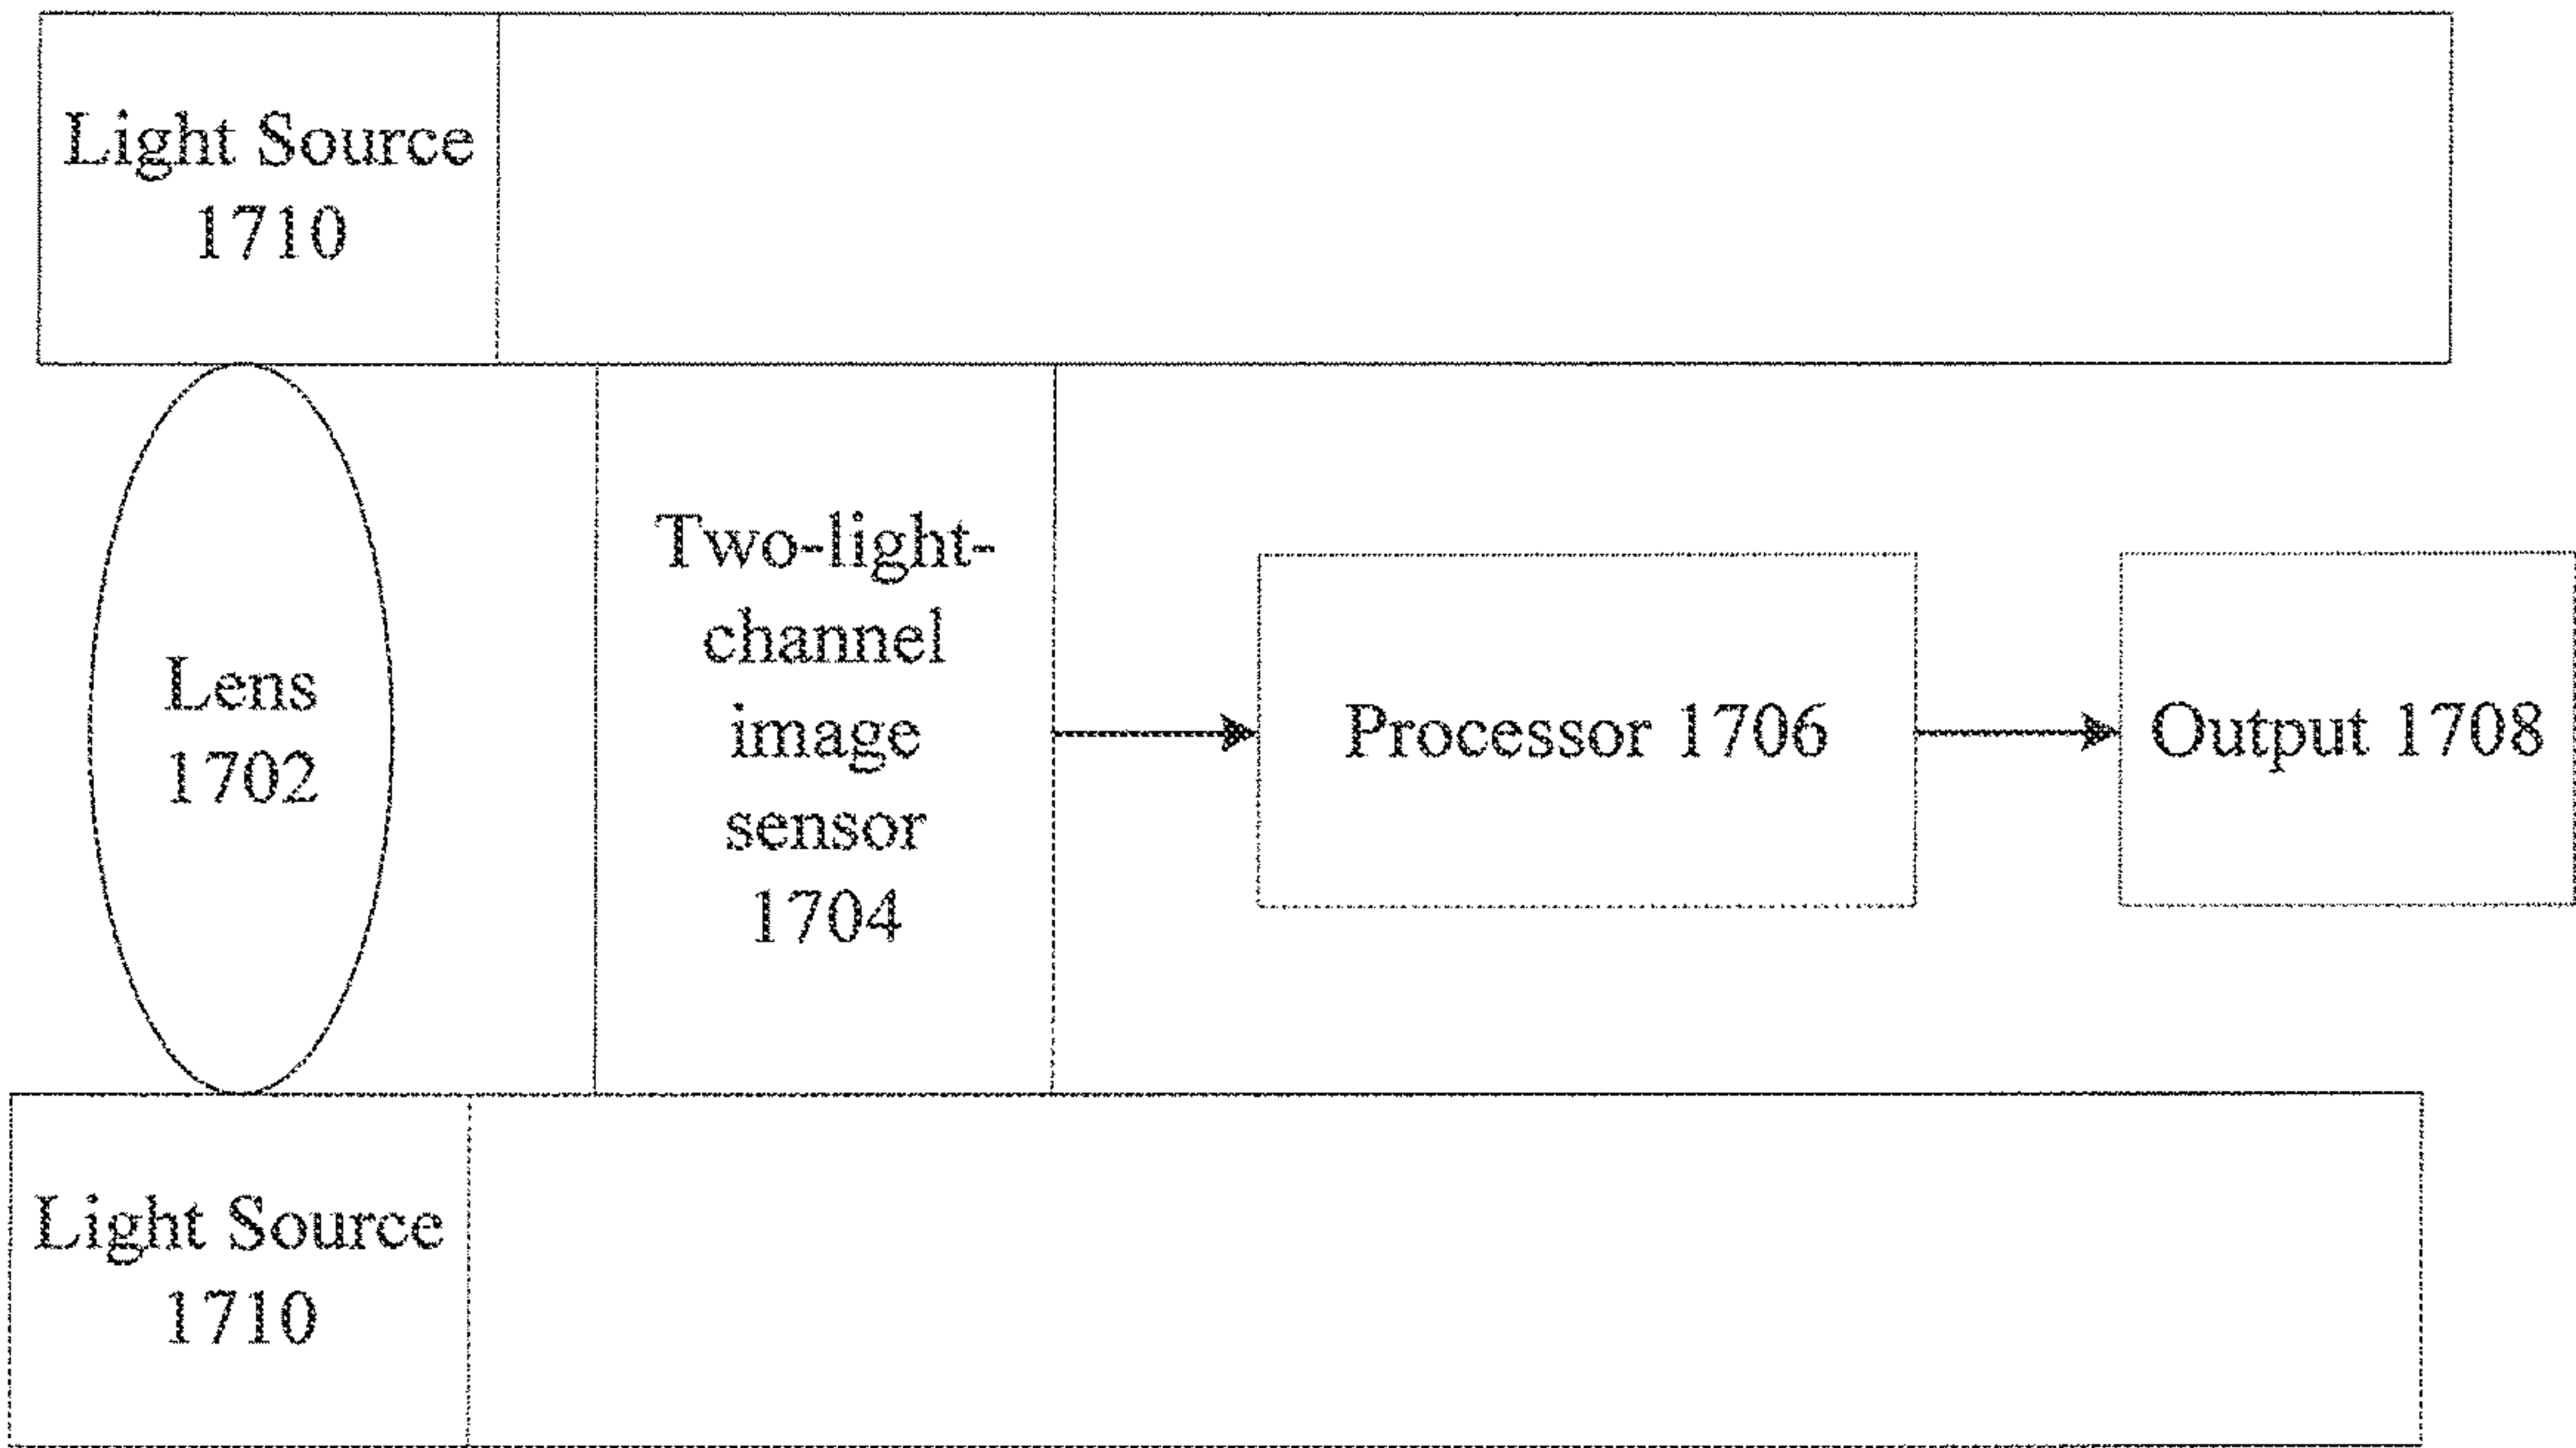 Light Source
1710
Lens
1702
Two-light-
channel
image
sensor
1704
Processor 1706
Output 1708
Light Source
1710